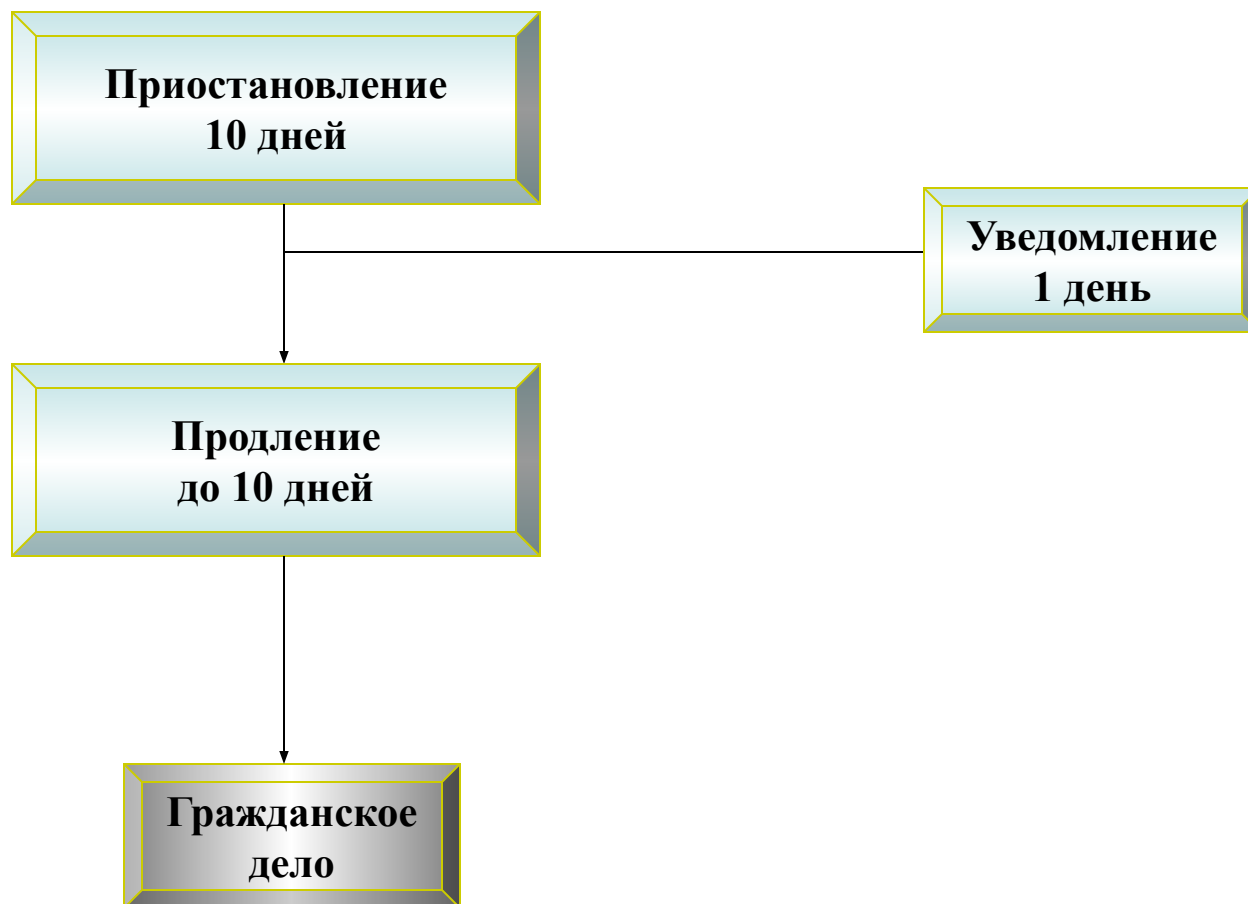 Приостановление
10 дней
Уведомление
1 день
Продление
до 10 дней
Гражданское
дело